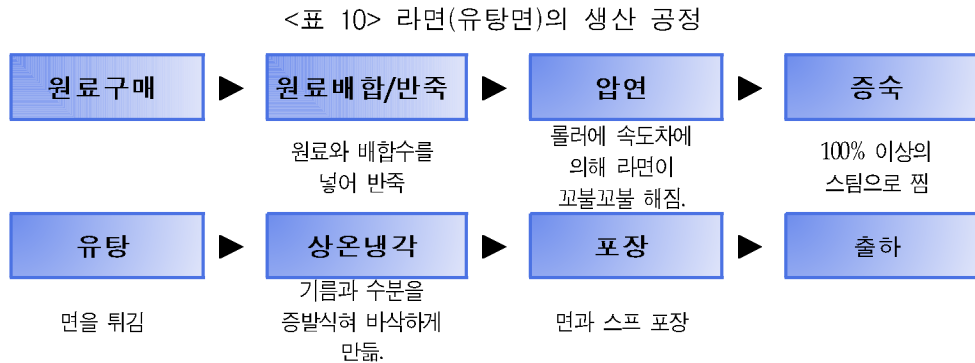 <표 10> 라면(유탕면)의 생산 공정
원료구매 ▶ 원료배합/반죽 ▶ 압연 ▶ 증숙
원료와 배합수를
넣어 반죽
롤러에 속도차에
의해 라면이
꼬불꼬불 해짐.
100% 이상의
스팀으로 찜
유탕 ▶ 상온냉각 ▶ 포장 ▶ 출하
면을 튀김
기름과 수분을
증발식혀 바삭하게
만듦.
면과 스프 포장